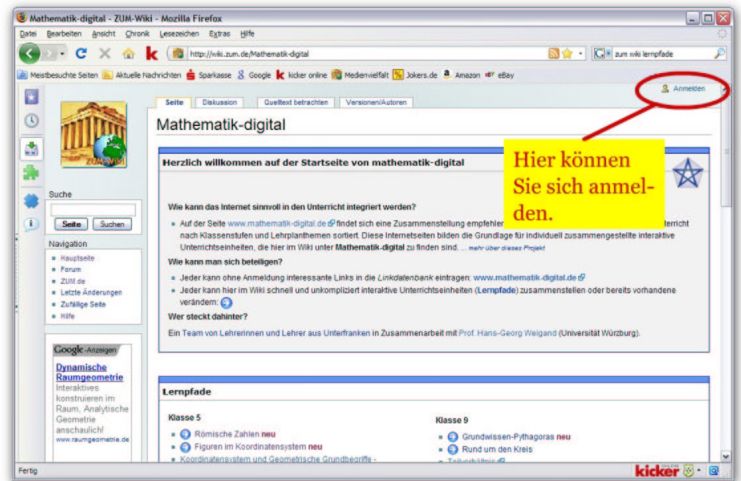 Mathematik-digital - ZUM-Wiki - Mozilla Firefox
Datei Bearbeiten Ansicht Chronik Lesezeichen Extras Hilfe
k http://wiki.zum.de/Mathematik-digital zum wiki lernpfade
Meistbesuchte Seiten Aktuelle Nachrichten Sparkasse Google kicker online Medienvielfalt Jokers.de Amazon eBay
Anmelden
Seite Diskussion Quelltext betrachten Versionen/Autoren
Mathematik-digital
Hier können
Sie sich anmel-
den.
Herzlich willkommen auf der Startseite von mathematik-digital
Wie kann das Internet sinnvoll in den Unterricht integriert werden?
Auf der Seite www.mathematik-digital.de findet sich eine Zusammenstellung empfehlen terricht
nach Klassenstufen und Lehrplanthemen sortiert. Diese Internetseiten bilden die Grundlage für individuell zusammengestellte interaktive
Unterrichtseinheiten, die hier im Wiki unter Mathematik-digital zu finden sind. ... mehr über dieses Projekt
Wie kann man sich beteiligen?
Jeder kann ohne Anmeldung interessante Links in die Linkdatenbank eintragen: www.mathematik-digital.de
Jeder kann hier im Wiki schnell und unkompliziert interaktive Unterrichtseinheiten (Lernpfade) zusammenstellen oder bereits vorhandene
verändern:
Wer steckt dahinter?
Ein Team von Lehrerinnen und Lehrer aus Unterfranken in Zusammenarbeit mit Prof. Hans-Georg Weigand (Universität Würzburg).
ZUM-Wiki
Suche
Seite Suchen
Navigation
Hauptseite
Forum
ZUM.de
Letzte Änderungen
Zufällige Seite
Hilfe
Google-Anzeigen
Dynamische
Raumgeometrie
Interaktives
konstruieren im
Raum, Analytische
Geometrie
anschaulich!
www.raumgeometrie.de
Lernpfade
Klasse 5
Römische Zahlen neu
Figuren im Koordinatensystem neu
Koordinatensystem und Geometrische Grundbegriffe -
Klasse 9
Grundwissen-Pythagoras neu
Rund um den Kreis
Fertig
kicker